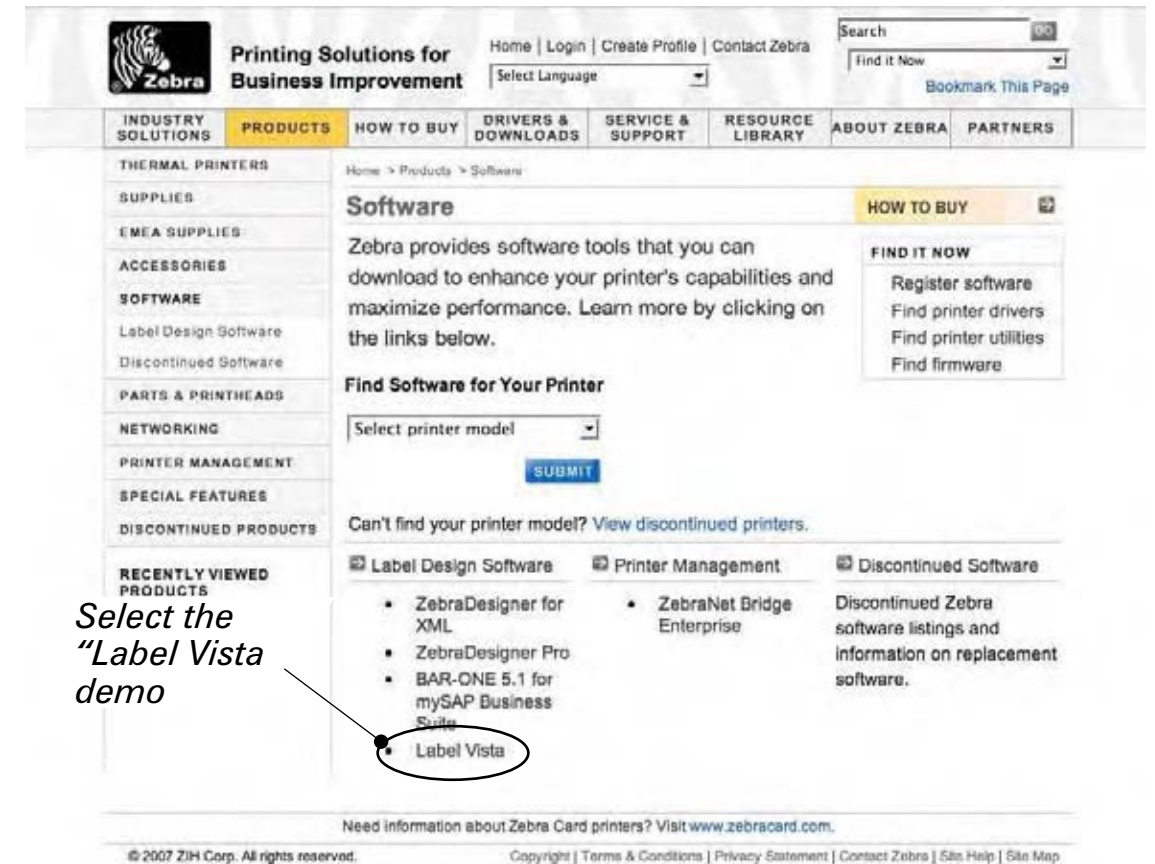 Zebra
Printing Solutions for
Business Improvement
Home | Login | Create Profile | Contact Zebra
Select Language
Search
GO
Find it Now
Bookmark This Page
INDUSTRY
SOLUTIONS
PRODUCTS
HOW TO BUY
DRIVERS &
DOWNLOADS
SERVICE &
SUPPORT
RESOURCE
LIBRARY
ABOUT ZEBRA
PARTNERS
THERMAL PRINTERS
SUPPLIES
EMEA SUPPLIES
ACCESSORIES
SOFTWARE
Label Design Software
Discontinued Software
PARTS & PRINTHEADS
NETWORKING
PRINTER MANAGEMENT
SPECIAL FEATURES
DISCONTINUED PRODUCTS
RECENTLY VIEWED
PRODUCTS
Select the
“Label Vista
demo
Home > Products > Software
Software
Zebra provides software tools that you can
download to enhance your printer's capabilities and
maximize performance. Learn more by clicking on
the links below.
HOW TO BUY
FIND IT NOW
Register software
Find printer drivers
Find printer utilities
Find firmware
Find Software for Your Printer
Select printer model
SUBMIT
Can't find your printer model? View discontinued printers.
Label Design Software
• ZebraDesigner for
XML
• ZebraDesigner Pro
• BAR-ONE 5.1 for
mySAP Business
Suite
• Label Vista
Printer Management
• ZebraNet Bridge
Enterprise
Discontinued Software
Discontinued Zebra
software listings and
information on replacement
software.
Need information about Zebra Card printers? Visit www.zebracard.com.
© 2007 ZIH Corp. All rights reserved.
Copyright | Terms & Conditions | Privacy Statement | Contact Zebra | Site Help | Site Map